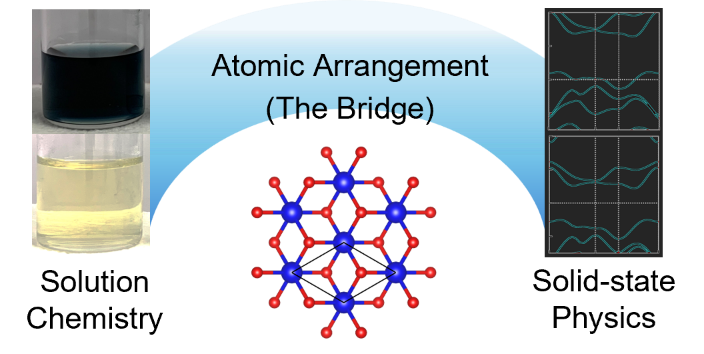 Atomic Arrangement
(The Bridge)
Solution
Chemistry
Solid-state
Physics